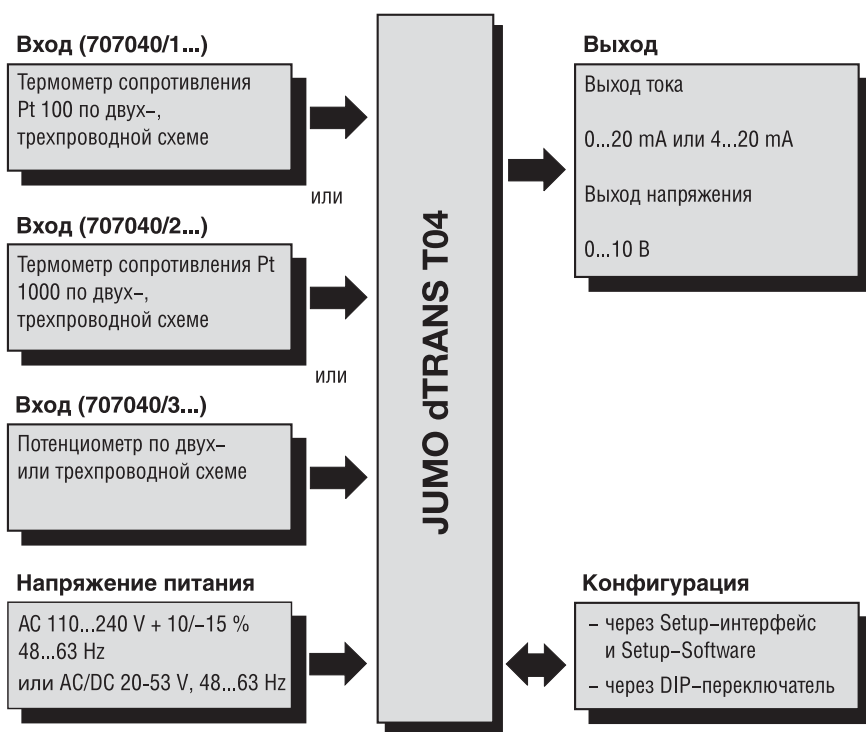 Вход (707040/1...)
Термометр сопротивления
Pt 100 по двух–,
трехпроводной схеме
или
Вход (707040/2...)
Термометр сопротивления Pt
1000 по двух–,
трехпроводной схеме
или
Вход (707040/3...)
Потенциометр по двух–
или трехпроводной схеме
Напряжение питания
AC 110...240 V + 10/–15 %
48...63 Hz
или AC/DC 20-53 V, 48...63 Hz
JUMO dTRANS T04
Выход
Выход тока
0...20 mA или 4...20 mA
Выход напряжения
0...10 В
Конфигурация
– через Setup–интерфейс
и Setup–Software
– через DIP–переключатель